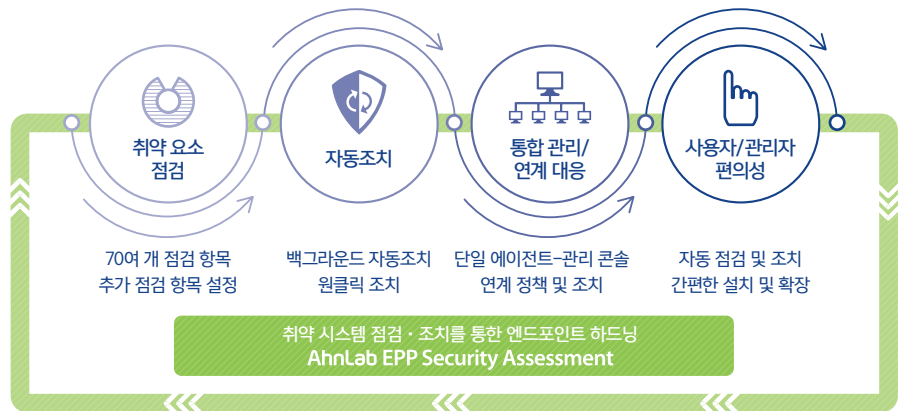 취약 요소
점검
자동조치
통합 관리/
연계 대응
사용자/관리자
편의성
70여 개 점검 항목
추가 점검 항목 설정
백그라운드 자동조치
원클릭 조치
단일 에이전트-관리 콘솔
연계 정책 및 조치
자동 점검 및 조치
간편한 설치 및 확장
취약 시스템 점검 · 조치를 통한 엔드포인트 하드닝
AhnLab EPP Security Assessment